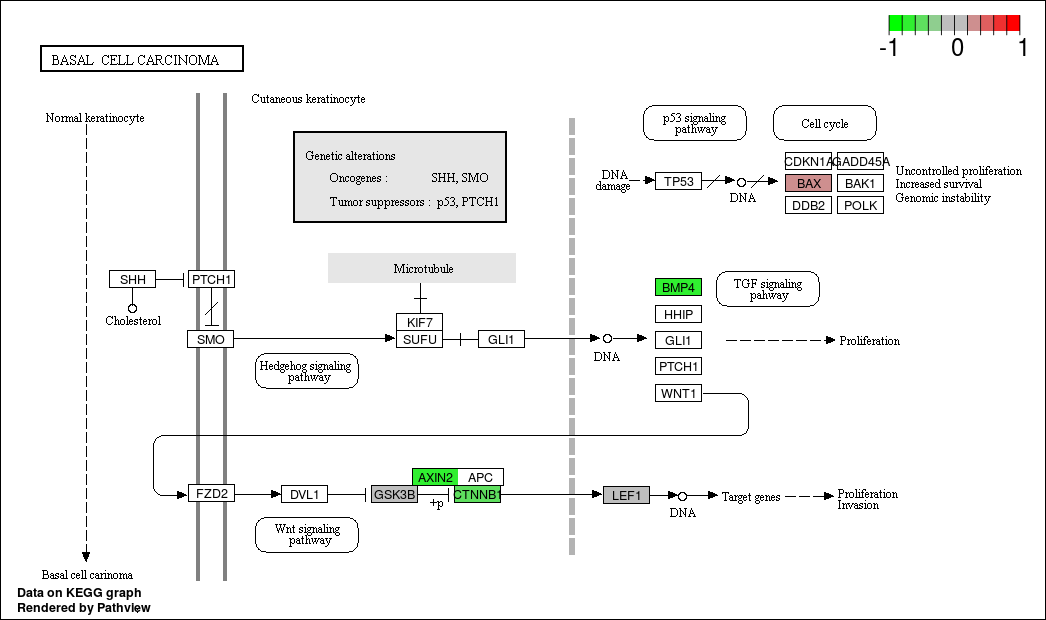 -1 0 1
BASAL CELL CARCINOMA
Normal keratinocyte
Cutaneous keratinocyte
Genetic alterations
Oncogenes : SHH, SMO
Tumor suppressors : p53, PTCH1
p53 signaling
pathway
Cell cycle
DNA
damage
TP53
DNA
CDKN1A
GADD45A
BAX
BAK1
DDB2
POLK
Uncontrolled proliferation
Increased survival
Genomic instability
SHH
PTCH1
Cholesterol
SMO
Microtubule
KIF7
SUFU
GLI1
Hedgehog signaling
pathway
DNA
BMP4
HHIP
GLI1
PTCH1
WNT1
TGF signaling
pahway
Proliferation
FZD2
DVL1
GSK3B
AXIN2
APC
+p
CTNNB1
LEF1
DNA
Target genes
Proliferation
Invasion
Wnt signaling
pathway
Basal cell carinoma
Data on KEGG graph
Rendered by Pathview